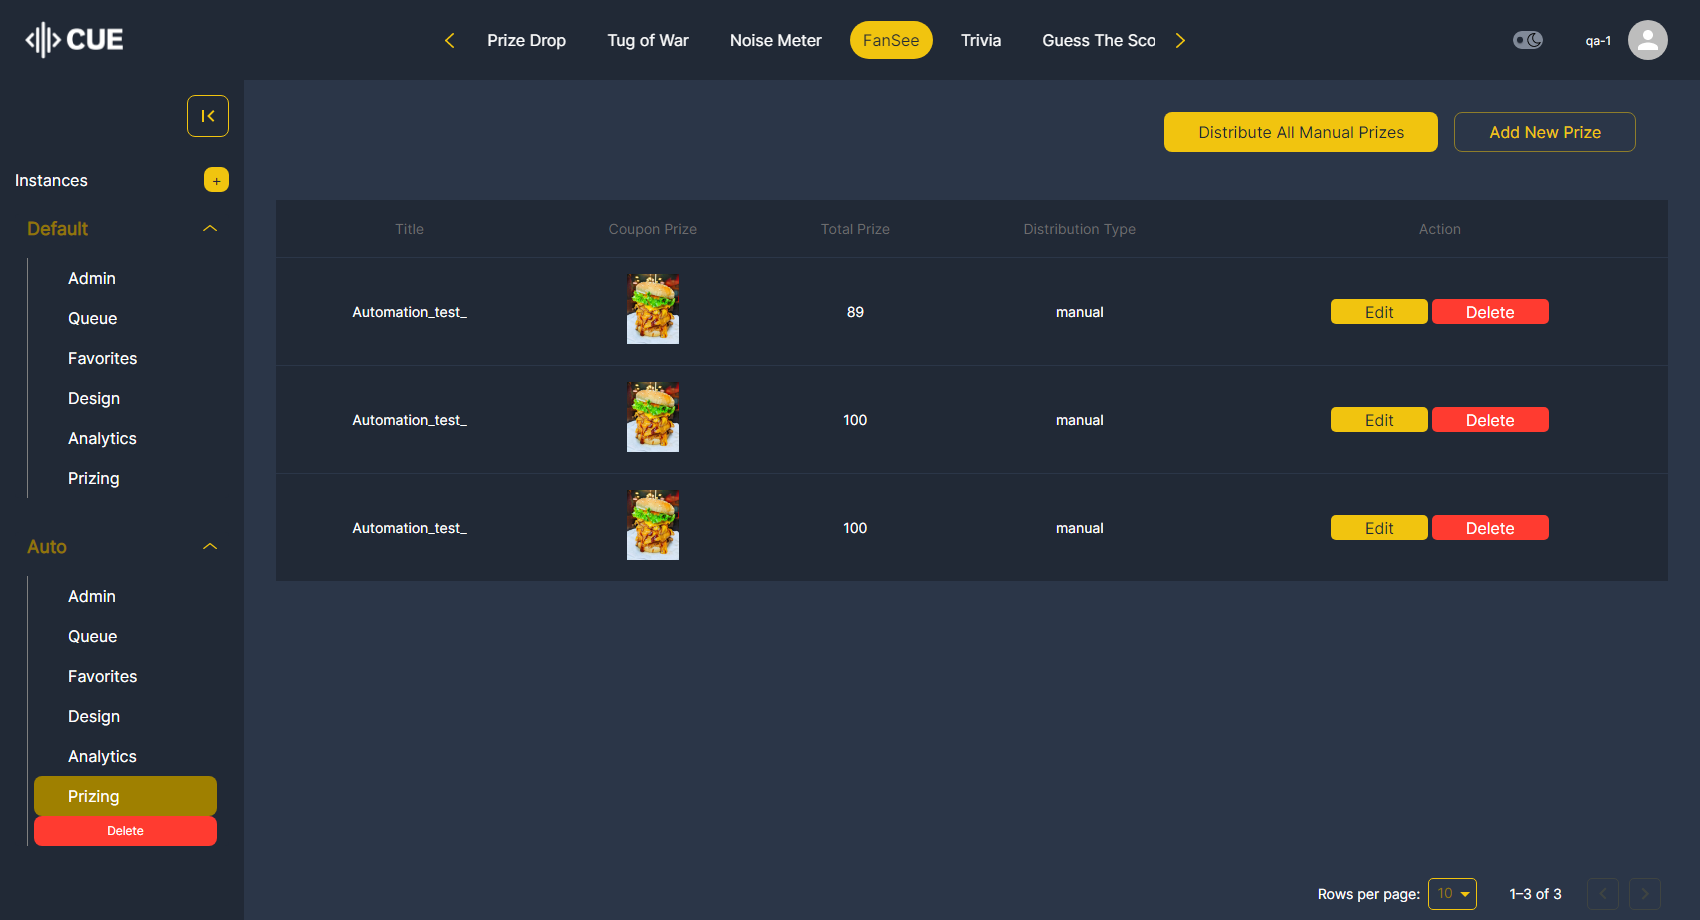 CUE
Prize Drop
Tug of War
Noise Meter
FanSee
Trivia
Guess The Sco
qa-1
Instances
+
Default
Admin
Queue
Favorites
Design
Analytics
Prizing
Auto
Admin
Queue
Favorites
Design
Analytics
Prizing
Delete
Distribute All Manual Prizes
Add New Prize
Title Coupon Prize Total Prize Distribution Type Action
Automation_test_ 89 manual Edit Delete
Automation_test_ 100 manual Edit Delete
Automation_test_ 100 manual Edit Delete
Rows per page: 10 1–3 of 3